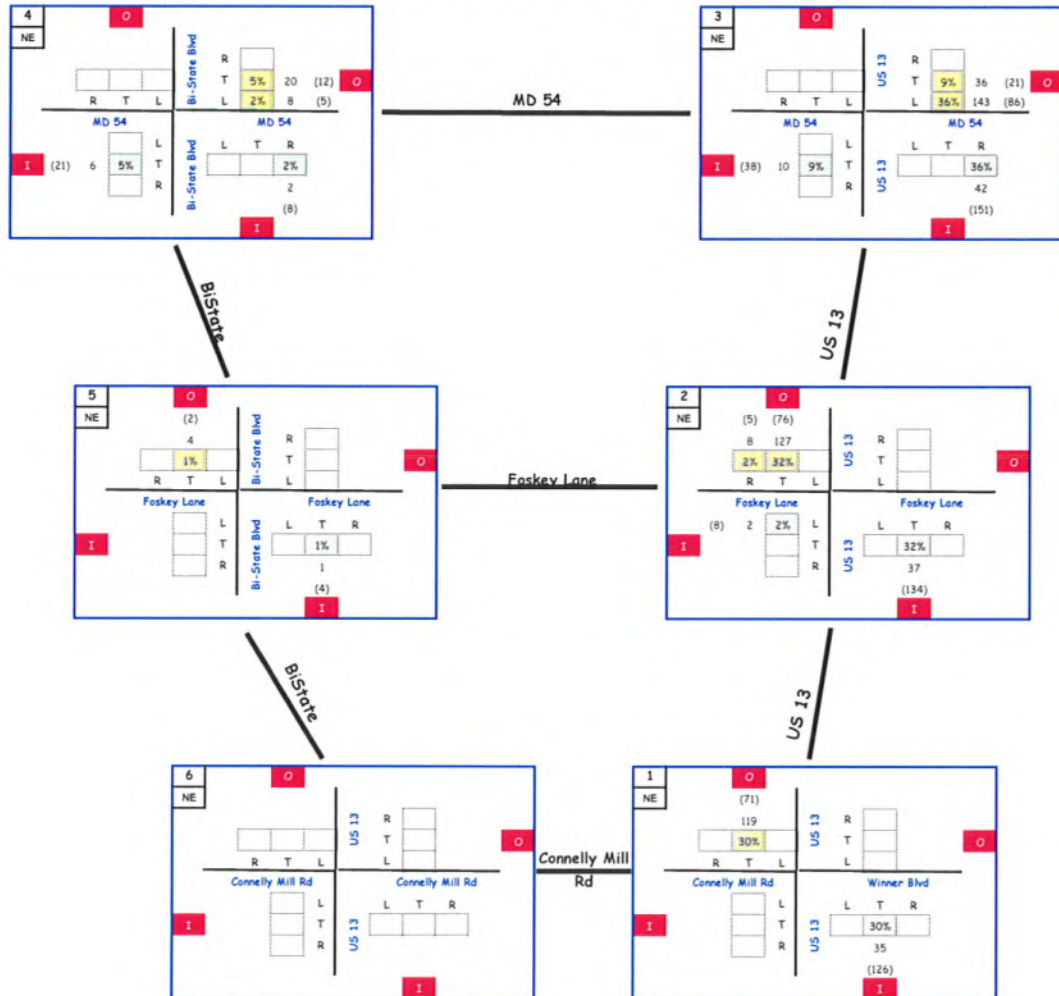 4
NE
O
Bi-State Blvd
R
T 5% 20 (12) O
L 2% 8 (5)
R T L
MD 54 MD 54
I (21) 6 5% L T R
Bi-State Blvd
L T R
2%
2
(8)
I
MD 54
3
NE
O
US 13
R
T 9% 36 (21) O
L 36% 143 (86)
R T L
MD 54 MD 54
I (38) 10 9% L T R
US 13
L T R
36%
42
(151)
I
BiState
US 13
5
NE
O
(2)
4
1%
R T L
Bi-State Blvd
R
T O
L
Foskey Lane Foskey Lane
I L T R
Bi-State Blvd
L T R
1%
1
(4)
I
Foskey Lane
2
NE
O
(5) (76)
8 127
2% 32%
R T L
US 13
R
T O
L
Foskey Lane Foskey Lane
(8) 2 2% L
I T R
US 13
L T R
32%
37
(134)
I
BiState
US 13
6
NE
O
R T L
US 13
R
T O
L
Connelly Mill Rd Connelly Mill Rd
I L T R
US 13
L T R
I
Connelly Mill
Rd
1
NE
O
(71)
119
30%
R T L
US 13
R
T O
L
Connelly Mill Rd Winner Blvd
I L T R
US 13
L T R
30%
35
(126)
I